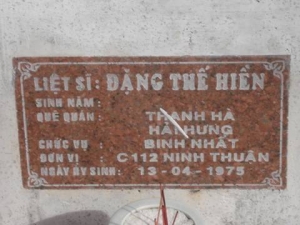 LIỆT SĨ: ĐẶNG THẾ HIỀN
SINH NĂM:
QUÊ QUÁN: THANH HÀ
HẢI HƯNG
CHỨC VỤ: BINH NHẤT
ĐƠN VỊ: C112 NINH THUẬN
NGÀY HY SINH: 13-04-1975